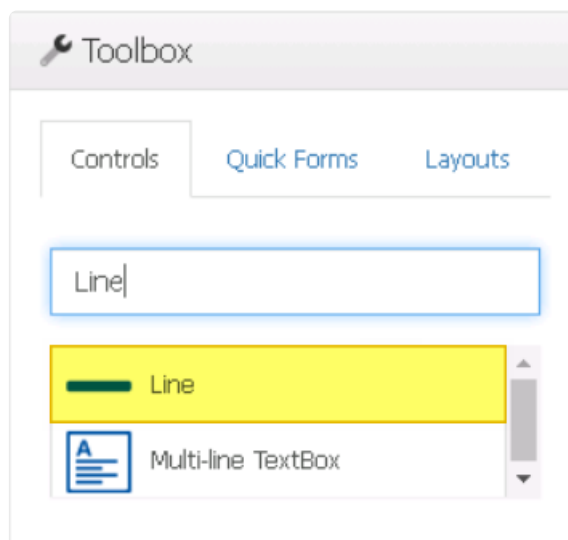 Toolbox
Controls Quick Forms Layouts
Line
Line
A
Multi-line TextBox